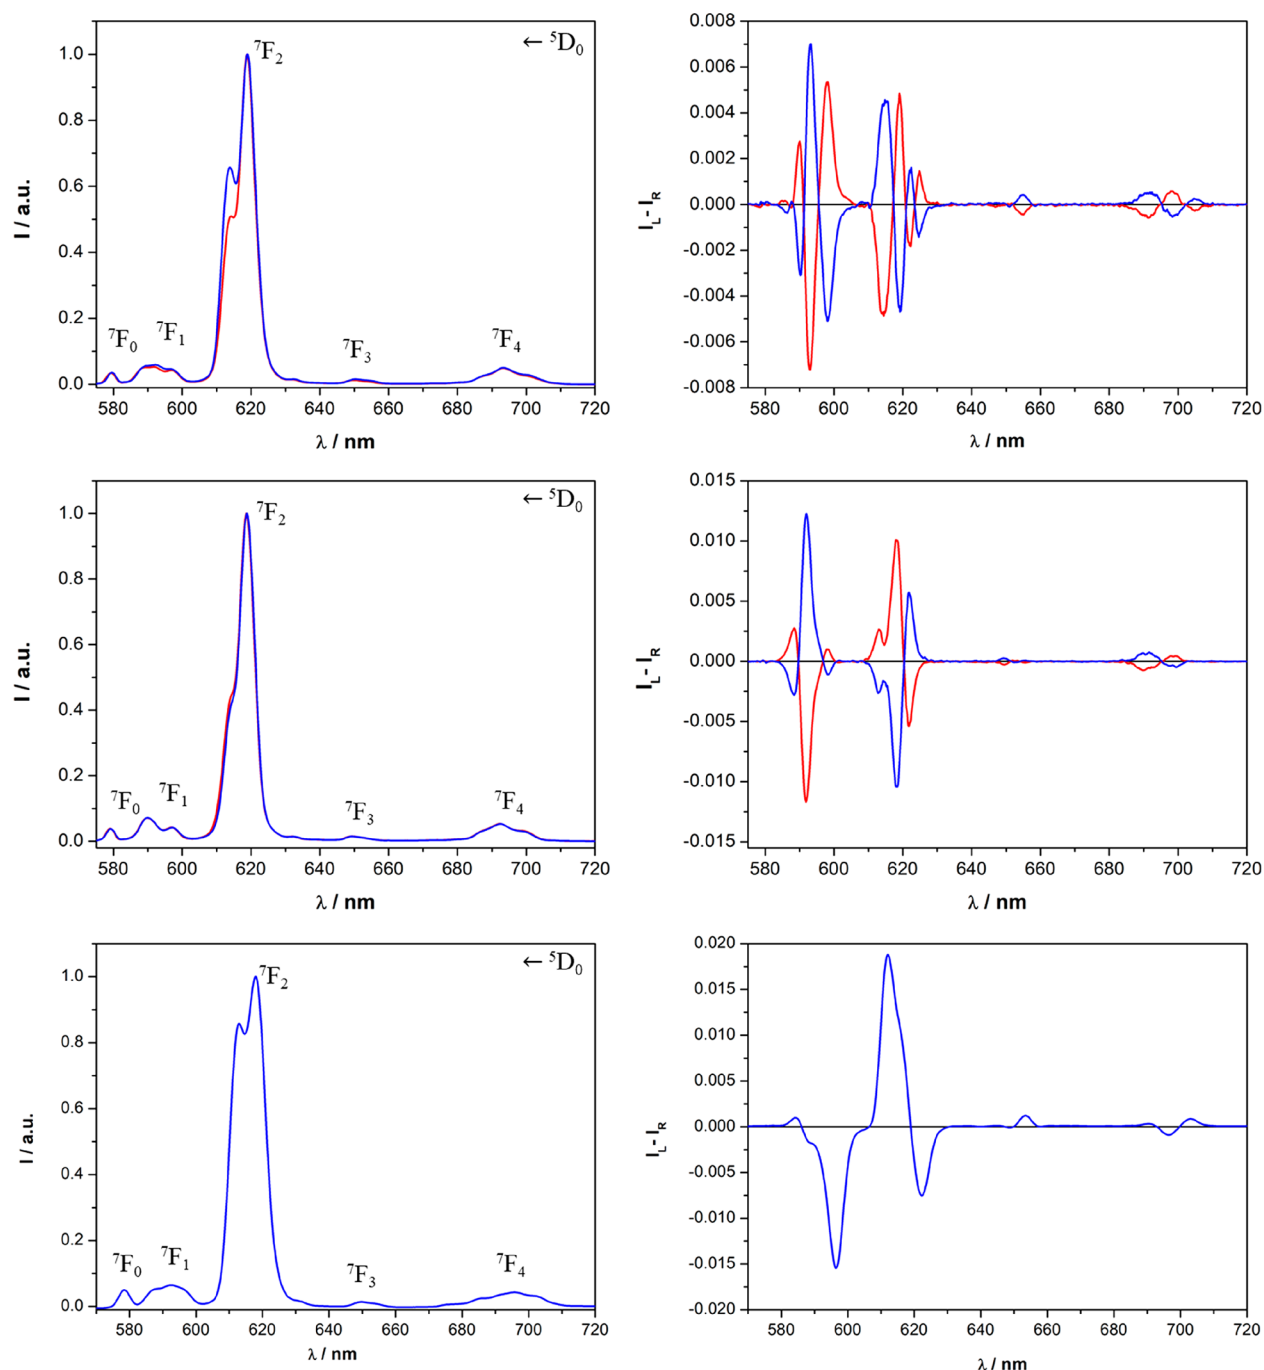 ← ⁵D₀
⁷F₂
⁷F₀
⁷F₁
⁷F₃
⁷F₄
I / a.u.
1.0
0.8
0.6
0.4
0.2
0.0
580 600 620 640 660 680 700 720
λ / nm
I_L - I_R
0.008
0.006
0.004
0.002
0.000
-0.002
-0.004
-0.006
-0.008
580 600 620 640 660 680 700 720
λ / nm
← ⁵D₀
⁷F₂
⁷F₀
⁷F₁
⁷F₃
⁷F₄
I / a.u.
1.0
0.8
0.6
0.4
0.2
0.0
580 600 620 640 660 680 700 720
λ / nm
I_L - I_R
0.015
0.010
0.005
0.000
-0.005
-0.010
-0.015
580 600 620 640 660 680 700 720
λ / nm
← ⁵D₀
⁷F₂
⁷F₀
⁷F₁
⁷F₃
⁷F₄
I / a.u.
1.0
0.8
0.6
0.4
0.2
0.0
580 600 620 640 660 680 700 720
λ / nm
I_L - I_R
0.020
0.015
0.010
0.005
0.000
-0.005
-0.010
-0.015
-0.020
580 600 620 640 660 680 700 720
λ / nm